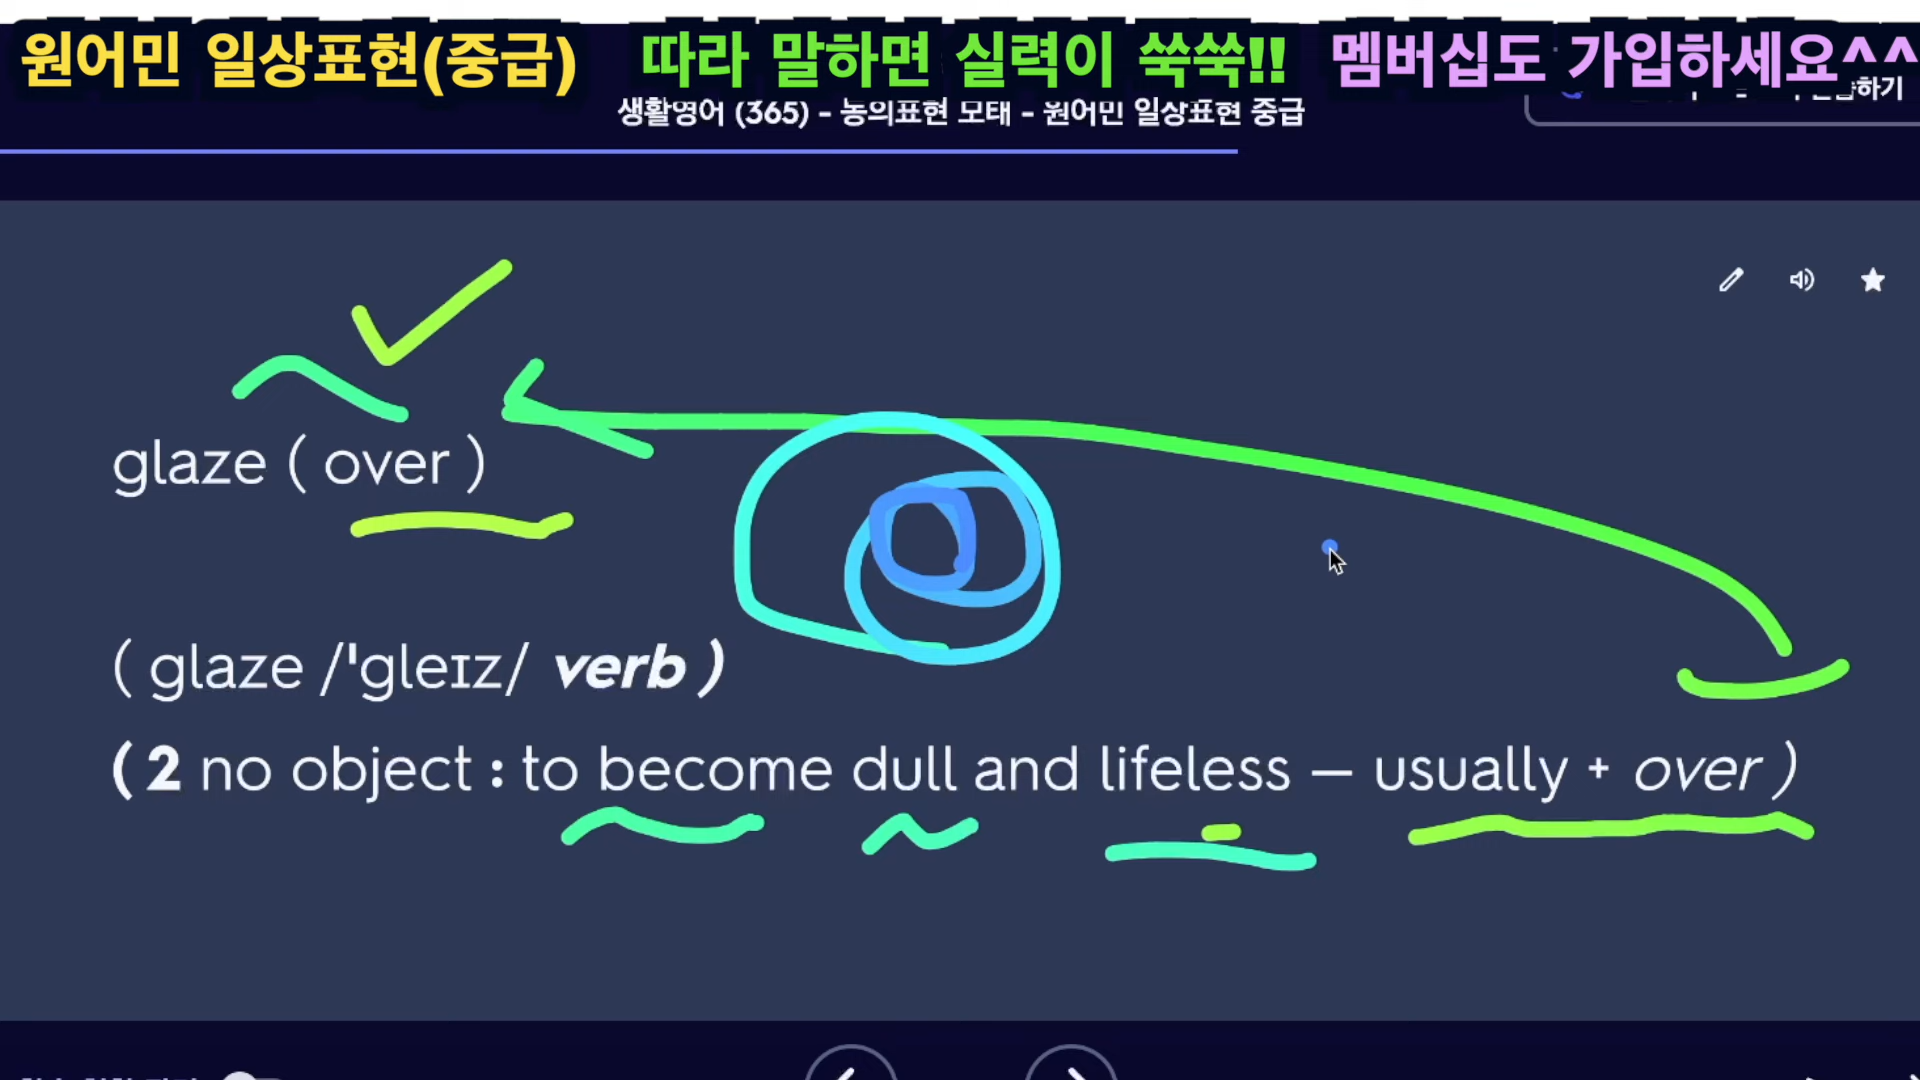 원어민 일상표현(중급) 따라 말하면 실력이 쑥쑥!! 멤버십도 가입하세요^^
생활영어 (365) - 동의표현 모태 - 원어민 일상표현 중급
glaze ( over )
( glaze /ˈgleɪz/ verb )
( 2 no object : to become dull and lifeless — usually + over )